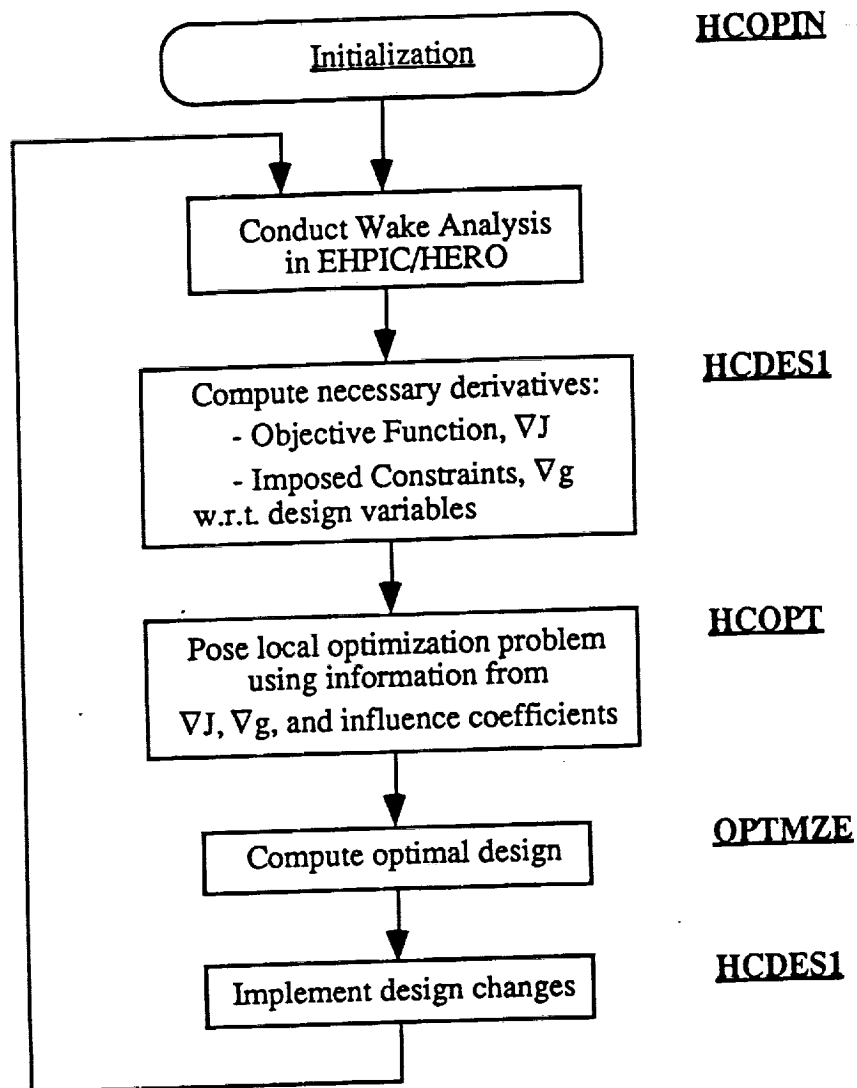 Initialization
HCOPIN
Conduct Wake Analysis
in EHPIC/HERO
Compute necessary derivatives:
- Objective Function, ∇J
- Imposed Constraints, ∇g
w.r.t. design variables
HCDES1
Pose local optimization problem
using information from
∇J, ∇g, and influence coefficients
HCOPT
Compute optimal design
OPTMZE
Implement design changes
HCDES1